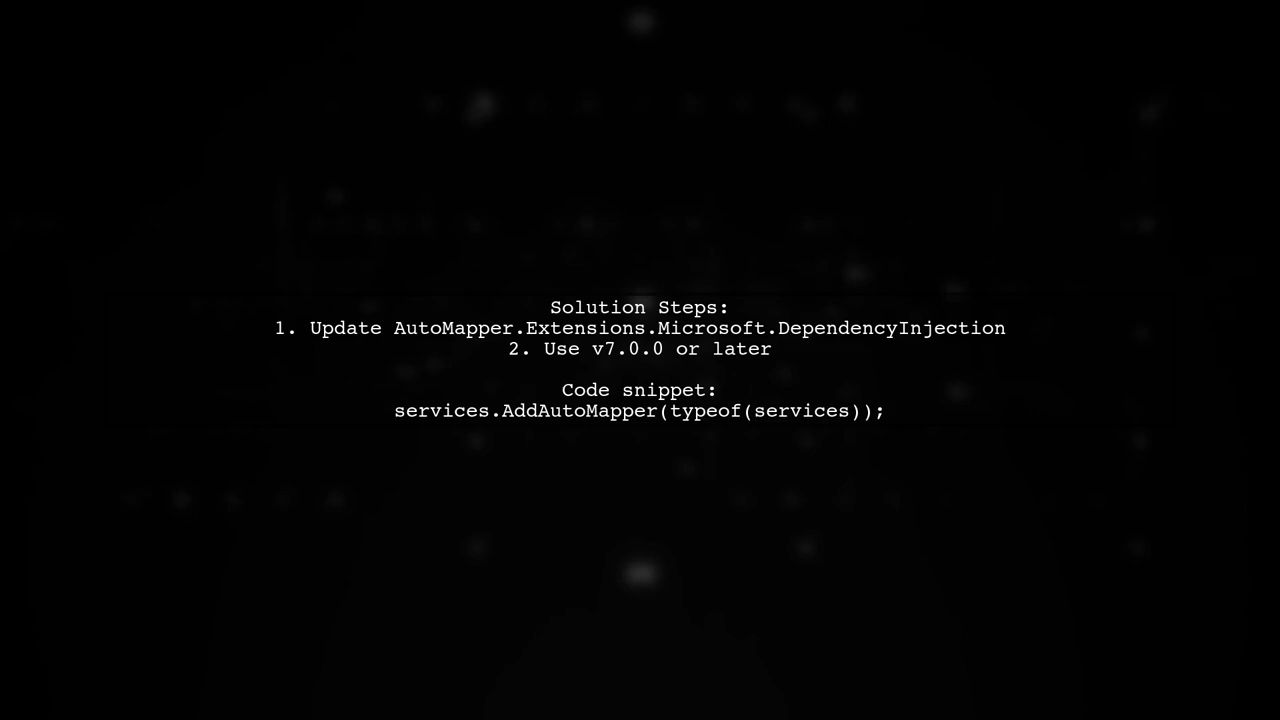 Solution Steps:
1. Update AutoMapper.Extensions.Microsoft.DependencyInjection
2. Use v7.0.0 or later
Code snippet:
services.AddAutoMapper(typeof(services));